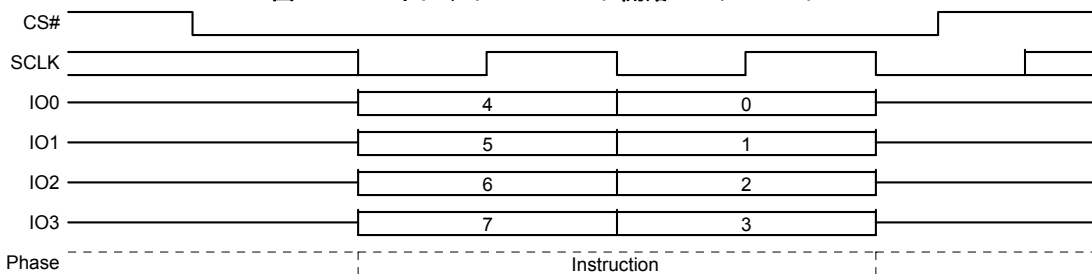 CS#
SCLK
IO0 4 0
IO1 5 1
IO2 6 2
IO3 7 3
Phase Instruction